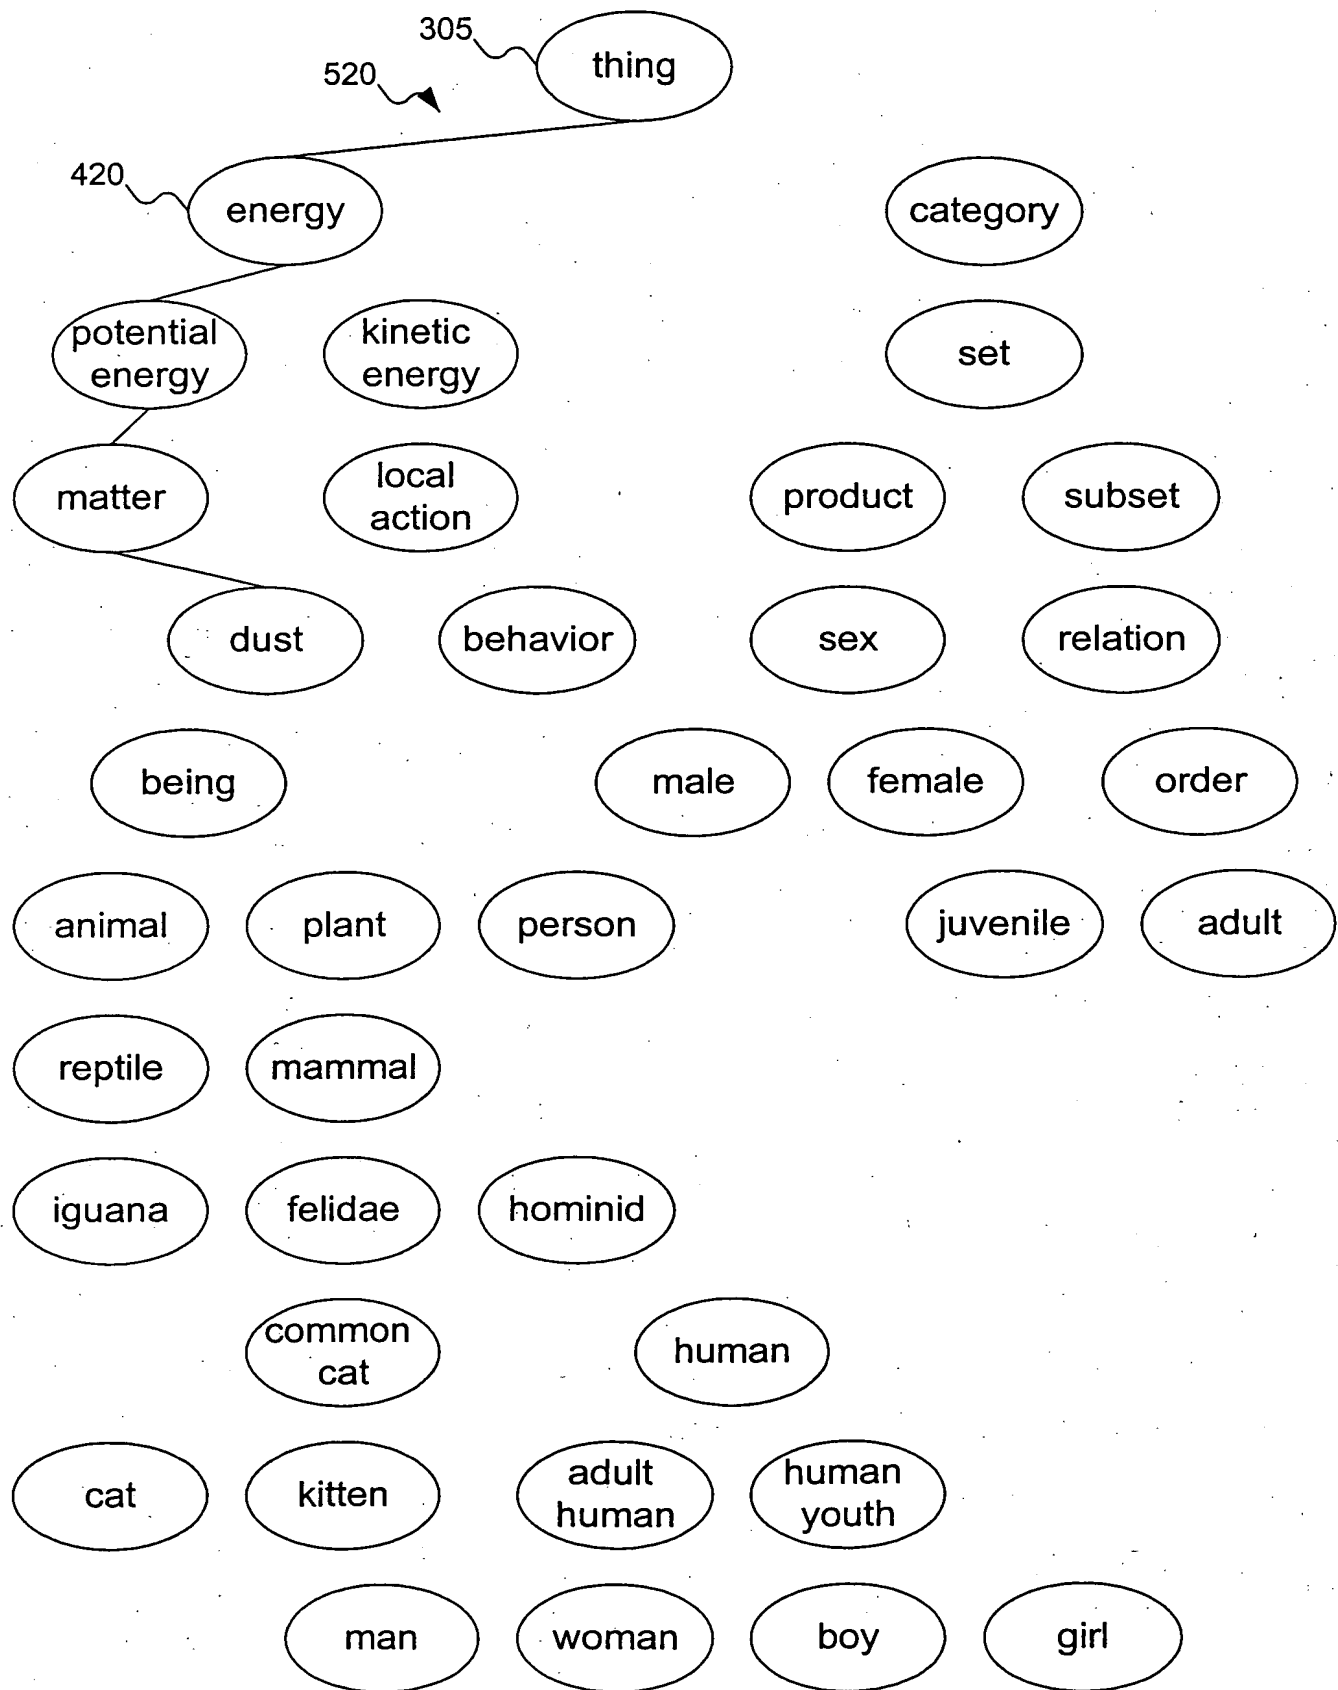 305
thing
520
420
energy
category
potential
energy
kinetic
energy
set
matter
local
action
product
subset
dust
behavior
sex
relation
being
male
female
order
animal
plant
person
juvenile
adult
reptile
mammal
iguana
felidae
hominid
common
cat
human
cat
kitten
adult
human
human
youth
man
woman
boy
girl